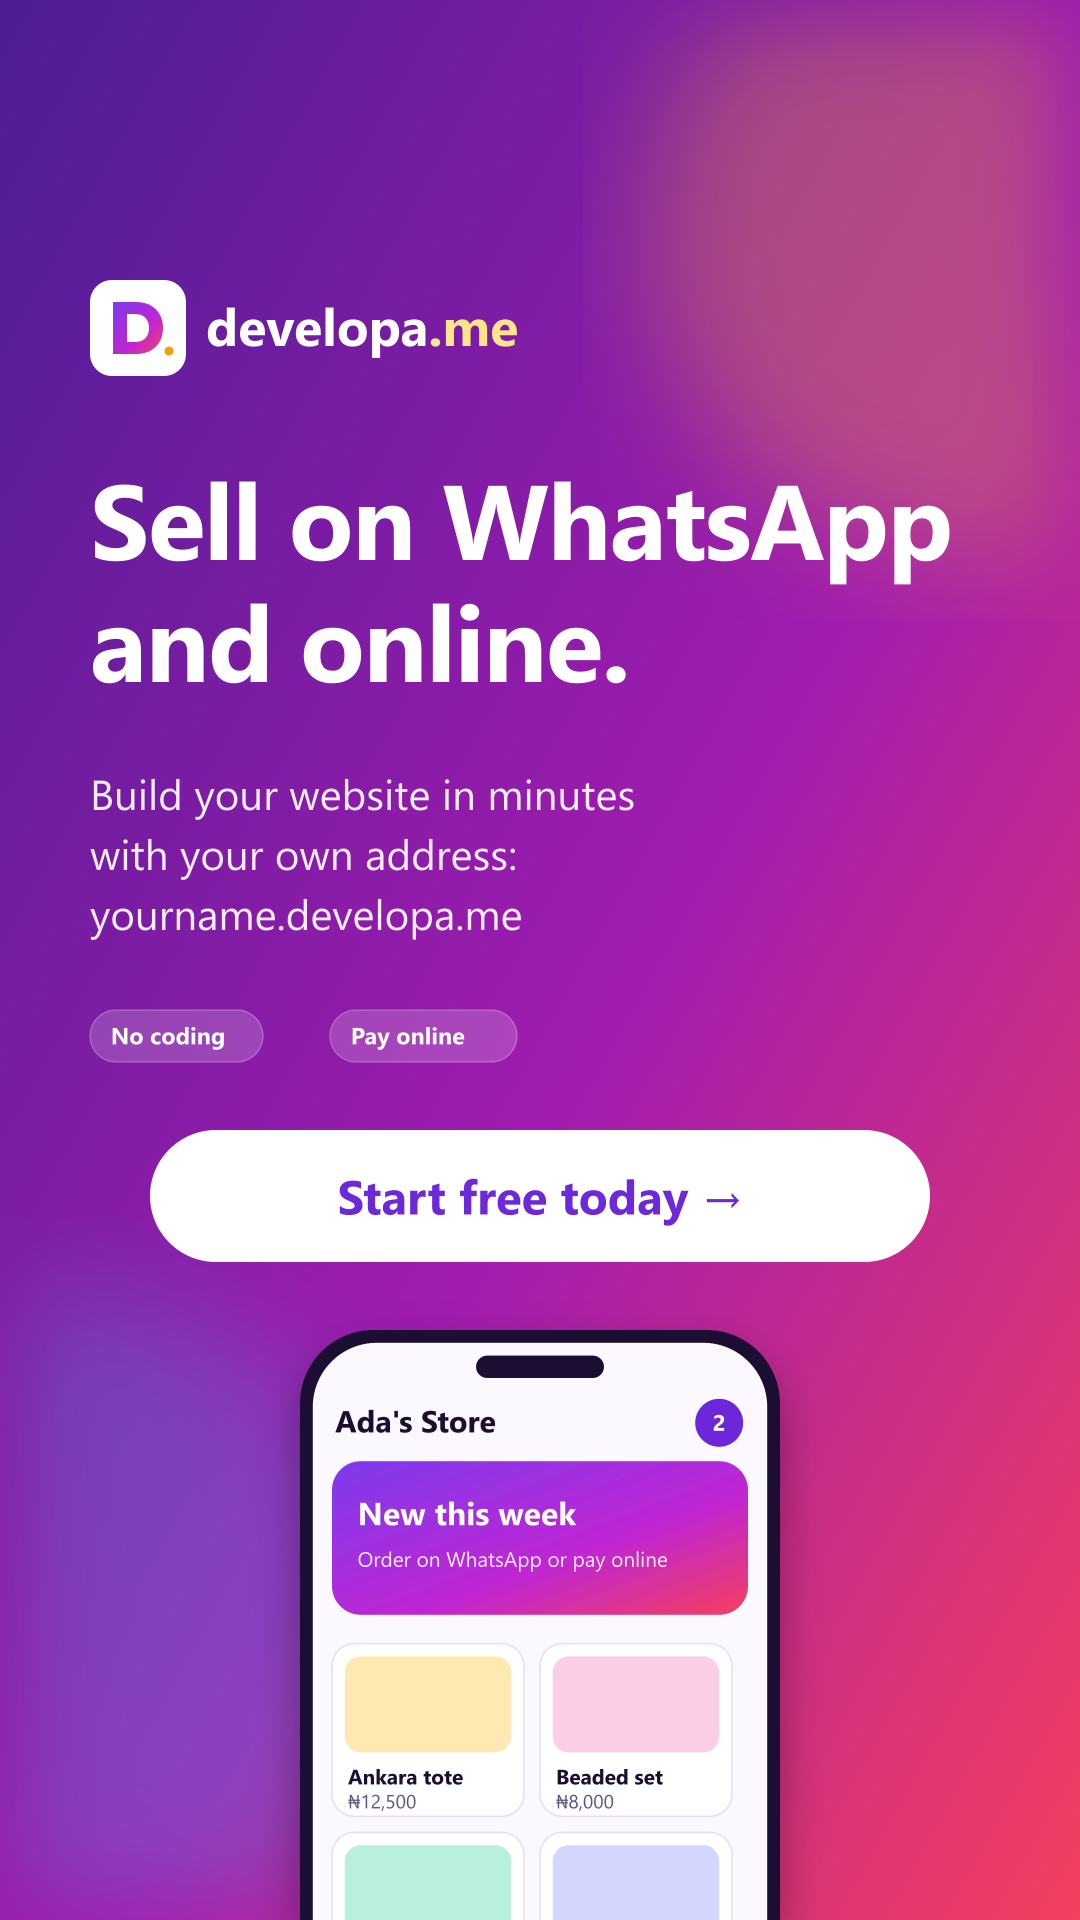 D.
developa.me
Sell on WhatsApp
and online.
Build your website in minutes
with your own address:
yourname.developa.me
No coding
Pay online
Start free today →
Ada's Store
2
New this week
Order on WhatsApp or pay online
Ankara tote
₦12,500
Beaded set
₦8,000